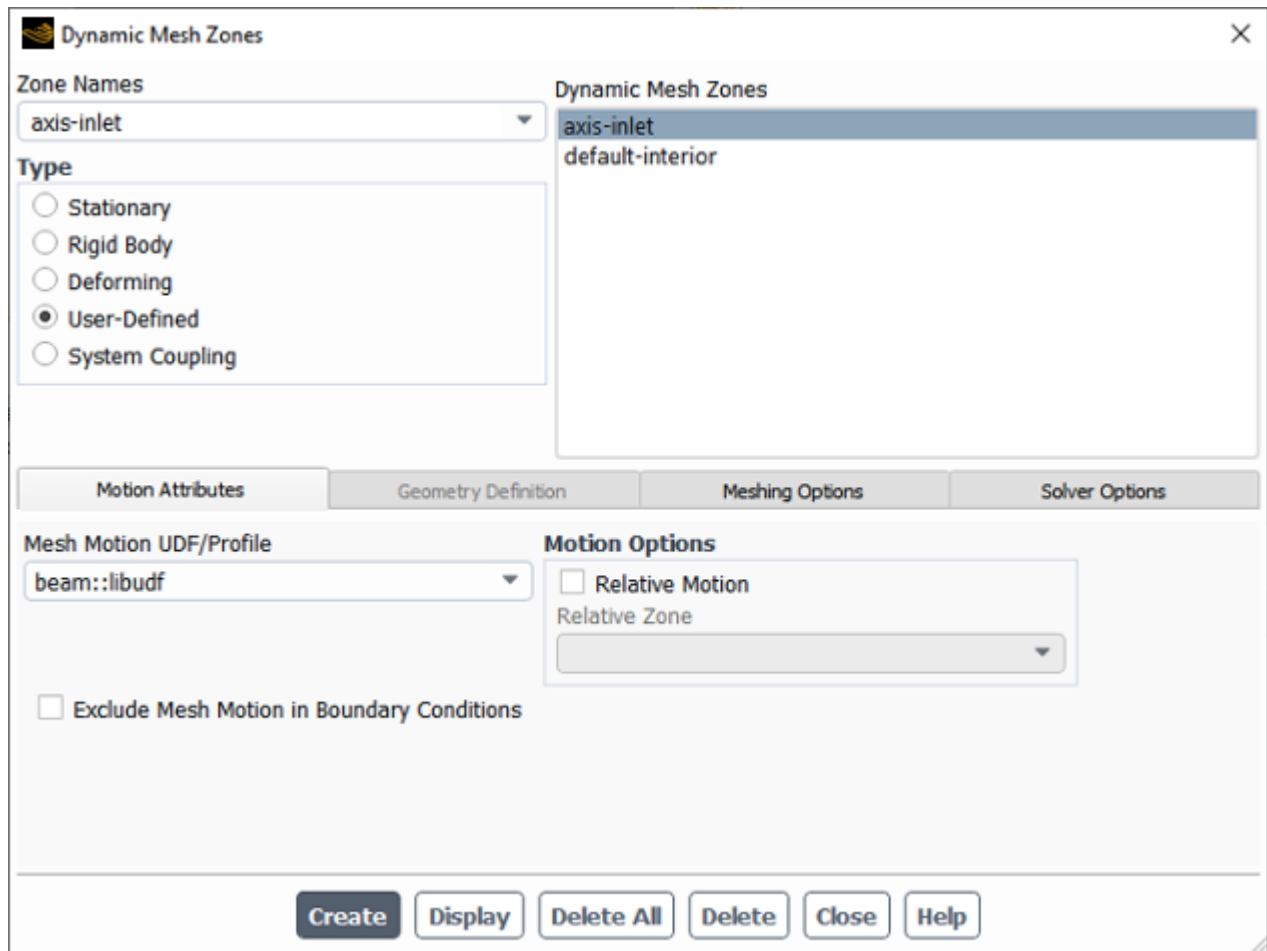 Dynamic Mesh Zones
Zone Names
axis-inlet
Type
Stationary
Rigid Body
Deforming
User-Defined
System Coupling
Dynamic Mesh Zones
axis-inlet
default-interior
Motion Attributes
Geometry Definition
Meshing Options
Solver Options
Mesh Motion UDF/Profile
beam::libudf
Motion Options
Relative Motion
Relative Zone
Exclude Mesh Motion in Boundary Conditions
Create
Display
Delete All
Delete
Close
Help